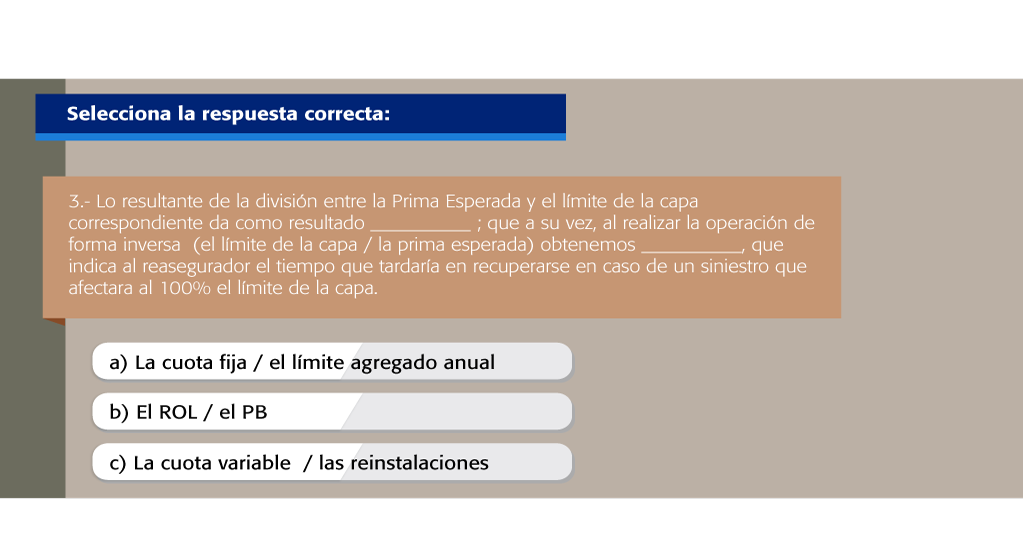 Selecciona la respuesta correcta:
3.- Lo resultante de la división entre la Prima Esperada y el límite de la capa
correspondiente da como resultado __________ ; que a su vez, al realizar la operación de
forma inversa (el límite de la capa / la prima esperada) obtenemos __________, que
indica al reasegurador el tiempo que tardaría en recuperarse en caso de un siniestro que
afectara al 100% el límite de la capa.
a) La cuota fija / el límite agregado anual
b) El ROL / el PB
c) La cuota variable / las reinstalaciones